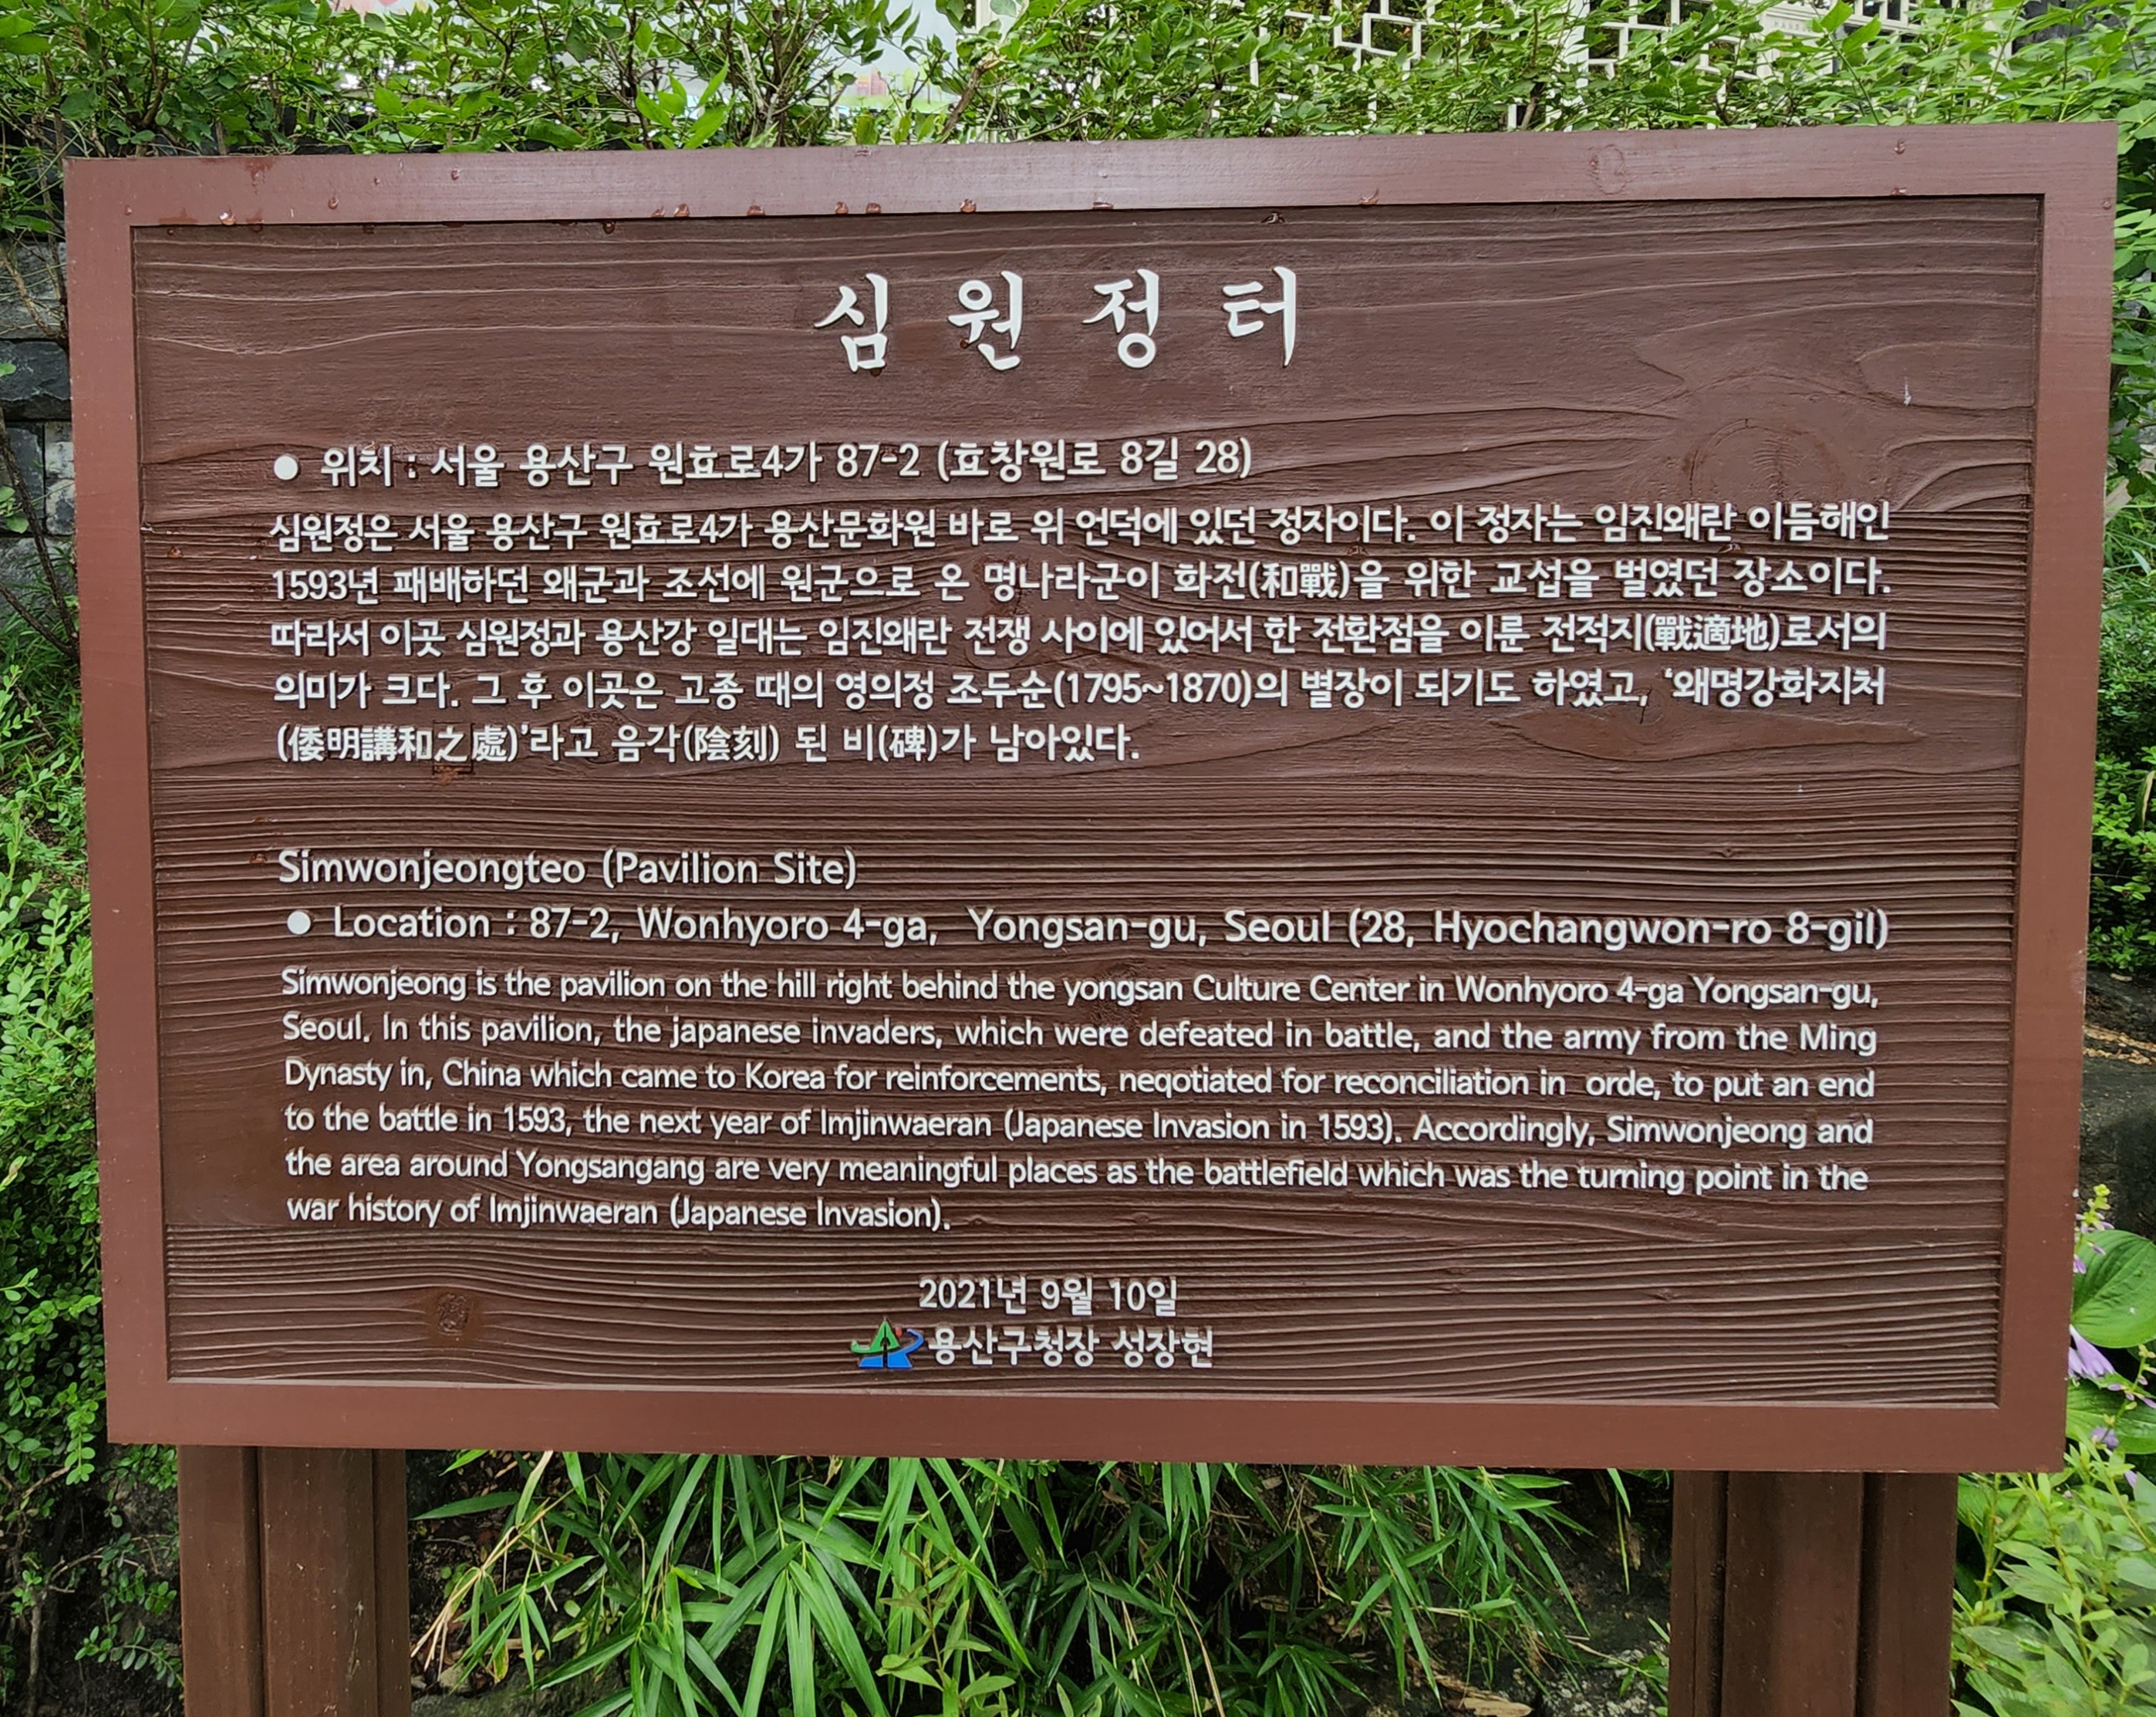 심원정터
● 위치 : 서울 용산구 원효로4가 87-2 (효창원로 8길 28)
심원정은 서울 용산구 원효로4가 용산문화원 바로 위 언덕에 있던 정자이다. 이 정자는 임진왜란 이듬해인
1593년 패배하던 왜군과 조선에 원군으로 온 명나라군이 화전(和戰)을 위한 교섭을 벌였던 장소이다.
따라서 이곳 심원정과 용산강 일대는 임진왜란 전쟁 사이에 있어서 한 전환점을 이룬 전적지(戰適地)로서의
의미가 크다. 그 후 이곳은 고종 때의 영의정 조두순(1795~1870)의 별장이 되기도 하였고, ‘왜명강화지처
(倭明講和之處)’라고 음각(陰刻) 된 비(碑)가 남아있다.
Simwonjeongteo (Pavilion Site)
● Location : 87-2, Wonhyoro 4-ga, Yongsan-gu, Seoul (28, Hyochangwon-ro 8-gil)
Simwonjeong is the pavilion on the hill right behind the yongsan Culture Center in Wonhyoro 4-ga Yongsan-gu,
Seoul. In this pavilion, the japanese invaders, which were defeated in battle, and the army from the Ming
Dynasty in, China which came to Korea for reinforcements, neqotiated for reconciliation in orde, to put an end
to the battle in 1593, the next year of Imjinwaeran (Japanese Invasion in 1593). Accordingly, Simwonjeong and
the area around Yongsangang are very meaningful places as the battlefield which was the turning point in the
war history of Imjinwaeran (Japanese Invasion).
2021년 9월 10일
용산구청장 성장현